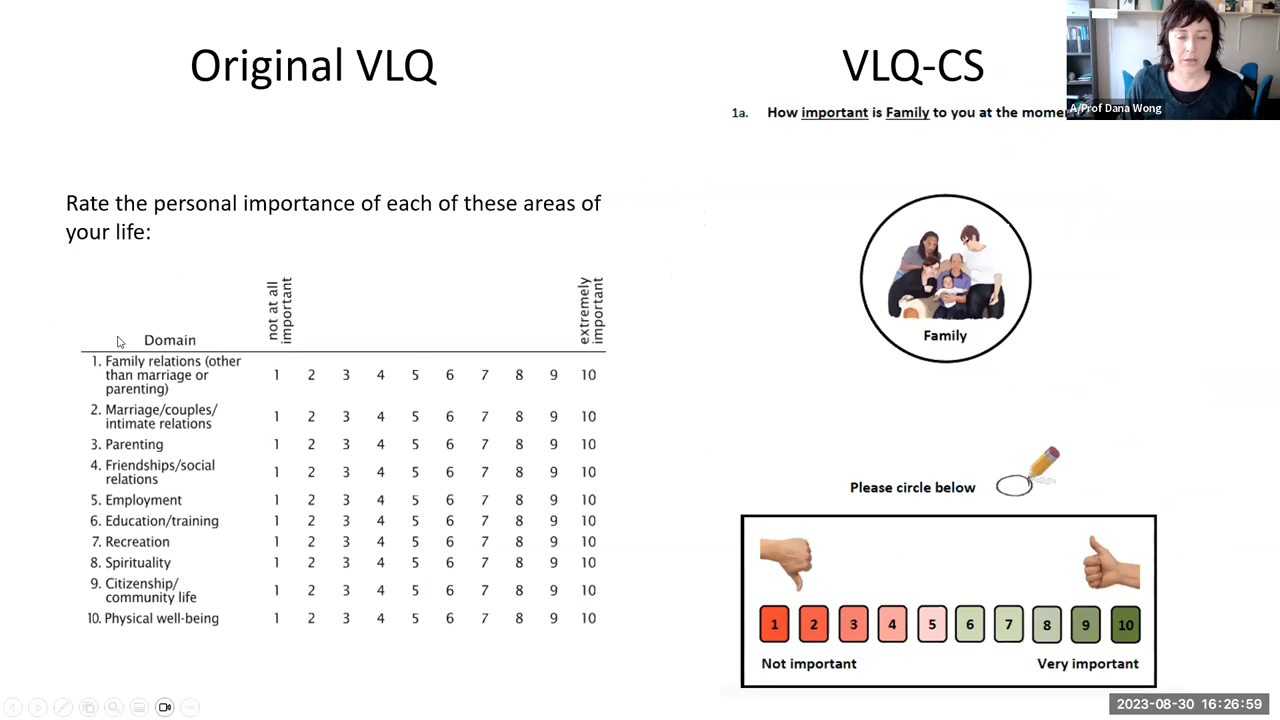 Original VLQ
Rate the personal importance of each of these areas of
your life:
not at all
important
extremely
important
Domain
1. Family relations (other
than marriage or
parenting)
1 2 3 4 5 6 7 8 9 10
2. Marriage/couples/
intimate relations
1 2 3 4 5 6 7 8 9 10
3. Parenting 1 2 3 4 5 6 7 8 9 10
4. Friendships/social
relations
1 2 3 4 5 6 7 8 9 10
5. Employment 1 2 3 4 5 6 7 8 9 10
6. Education/training 1 2 3 4 5 6 7 8 9 10
7. Recreation 1 2 3 4 5 6 7 8 9 10
8. Spirituality 1 2 3 4 5 6 7 8 9 10
9. Citizenship/
community life
1 2 3 4 5 6 7 8 9 10
10. Physical well-being 1 2 3 4 5 6 7 8 9 10
VLQ-CS
1a. How important is Family to you at the
Family
Please circle below
1 2 3 4 5 6 7 8 9 10
Not important Very important
A/Prof Dana Wong
2023-08-30 16:26:59